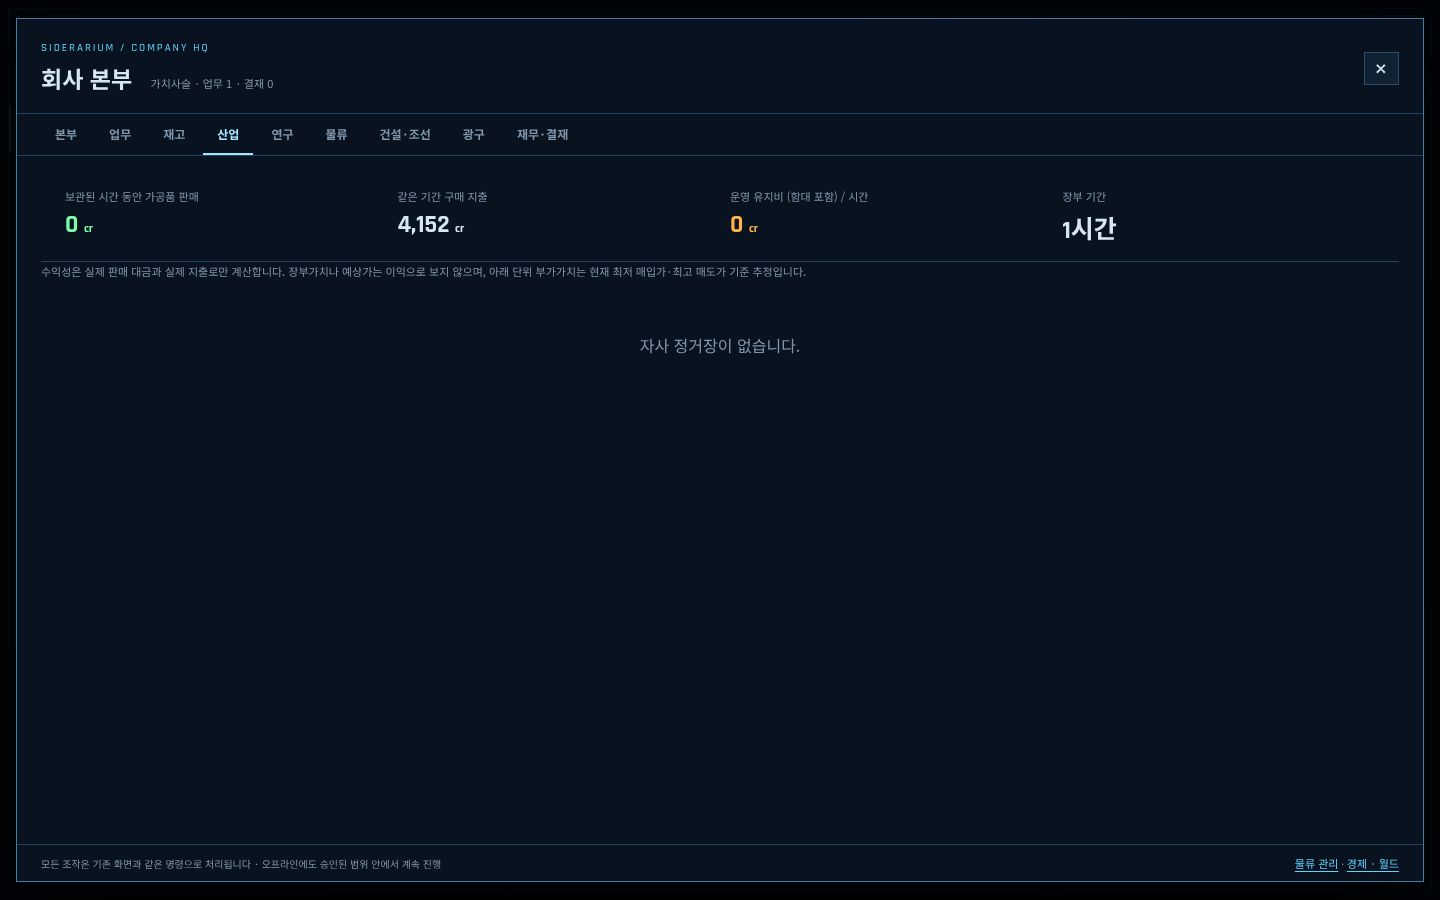 SIDERARIUM / COMPANY HQ
회사 본부 가치사슬 · 업무 1 · 결재 0
×
본부 업무 재고 산업 연구 물류 건설·조선 광구 재무·결재
보관된 시간 동안 가공품 판매 같은 기간 구매 지출 운영 유지비 (함대 포함) / 시간 장부 기간
0 cr 4,152 cr 0 cr 1시간
수익성은 실제 판매 대금과 실제 지출로만 계산합니다. 장부가치나 예상가는 이익으로 보지 않으며, 아래 단위 부가가치는 현재 최저 매입가·최고 매도가 기준 추정입니다.
자사 정거장이 없습니다.
모든 조작은 기존 화면과 같은 명령으로 처리됩니다 · 오프라인에도 승인된 범위 안에서 계속 진행 물류 관리 · 경제 · 월드